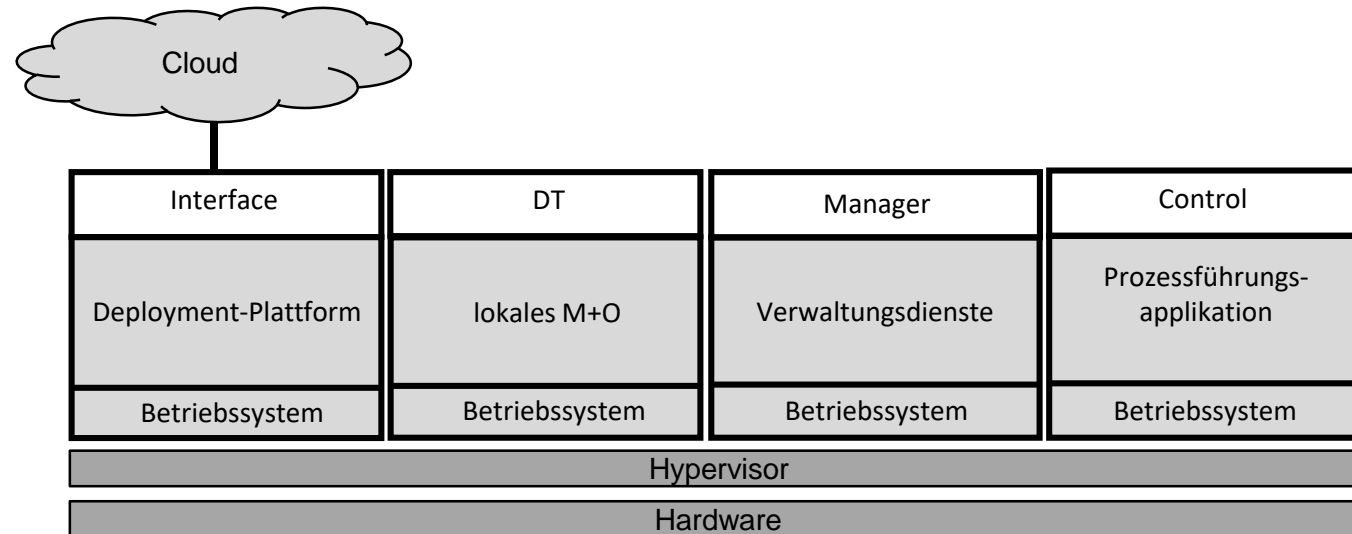 Cloud
Interface
DT
Manager
Control
Deployment-Plattform
lokales M+O
Verwaltungsdienste
Prozessführungs-
applikation
Betriebssystem
Betriebssystem
Betriebssystem
Betriebssystem
Hypervisor
Hardware